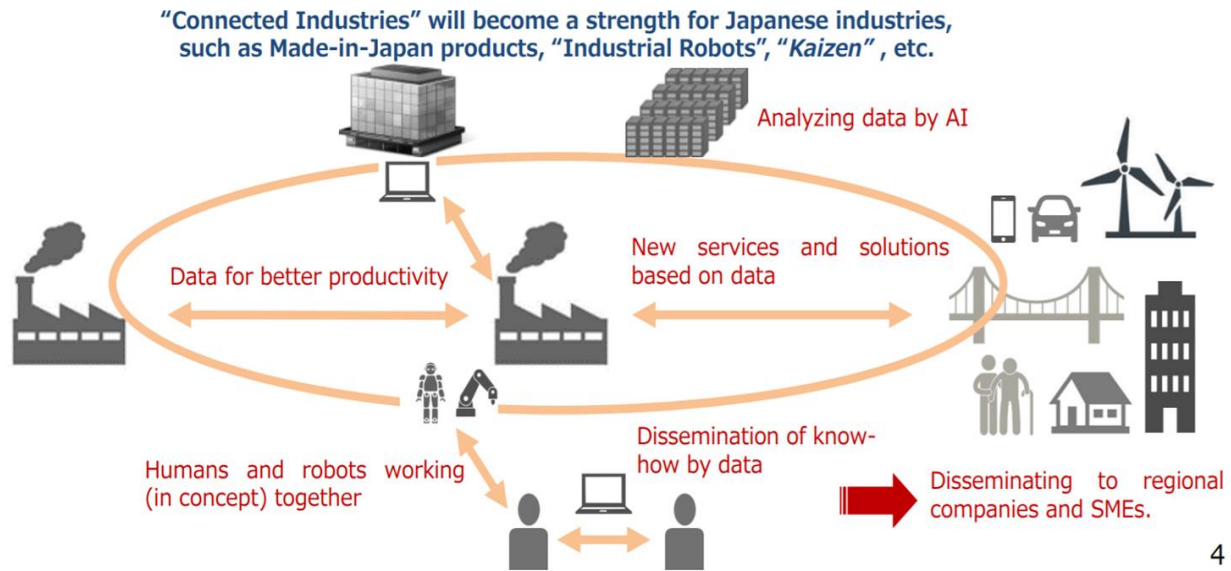 “Connected Industries” will become a strength for Japanese industries,
such as Made-in-Japan products, “Industrial Robots”, “Kaizen” , etc.
Analyzing data by AI
Data for better productivity
New services and solutions
based on data
Humans and robots working
(in concept) together
Dissemination of know-
how by data
Disseminating to regional
companies and SMEs.
4